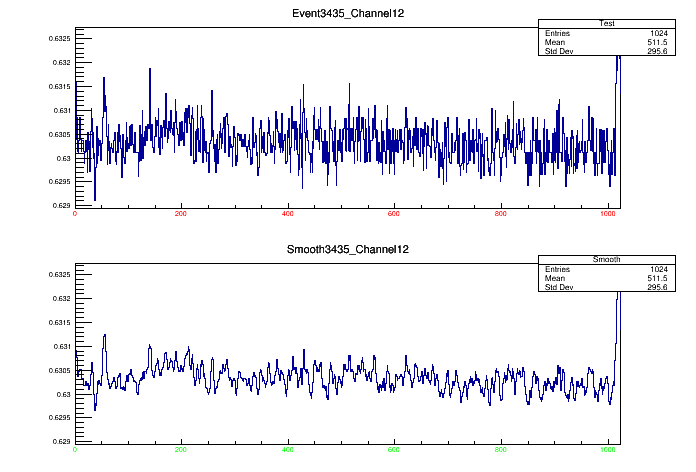 Event3435_Channel12
Test
Entries 1024
Mean 511.5
Std Dev 295.6
0.6325
0.632
0.6315
0.631
0.6305
0.63
0.6295
0.629
0 200 400 600 800 1000
Smooth3435_Channel12
Smooth
Entries 1024
Mean 511.5
Std Dev 295.6
0.6325
0.632
0.6315
0.631
0.6305
0.63
0.6295
0.629
0 200 400 600 800 1000